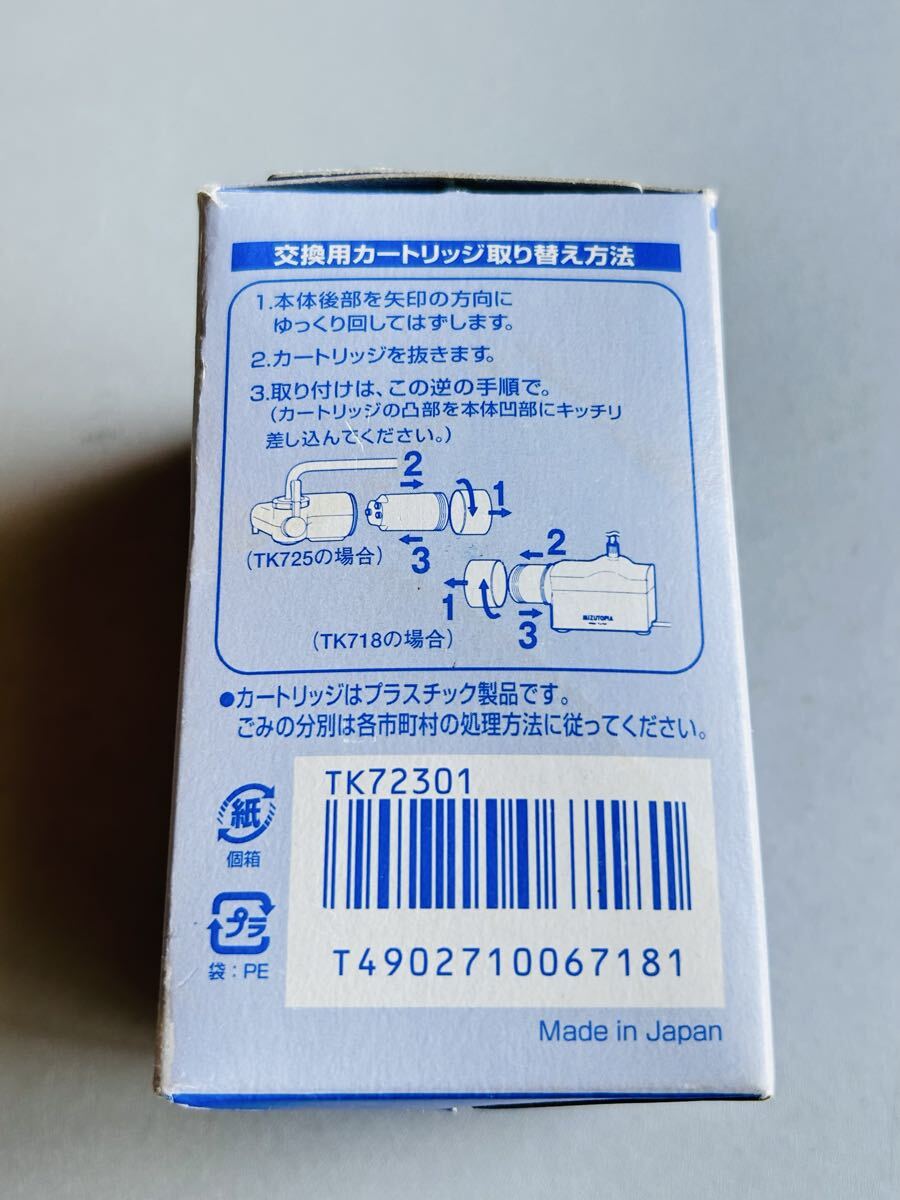 交換用カートリッジ取り替え方法
1.本体後部を矢印の方向に
ゆっくり回してはずします。
2.カートリッジを抜きます。
3.取り付けは、この逆の手順で。
(カートリッジの凸部を本体凹部にキッチリ
差し込んでください。)
2
1
3
(TK725の場合)
2
1
3
MIZUTOPIA
(TK718の場合)
●カートリッジはプラスチック製品です。
ごみの分別は各市町村の処理方法に従ってください。
TK72301
紙
個箱
プラ
袋:PE
T4902710067181
Made in Japan